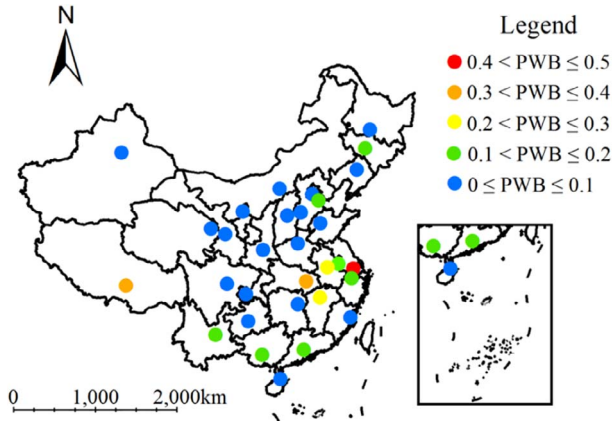 N
Legend
0.4 < PWB ≤ 0.5
0.3 < PWB ≤ 0.4
0.2 < PWB ≤ 0.3
0.1 < PWB ≤ 0.2
0 ≤ PWB ≤ 0.1
0 1,000 2,000km